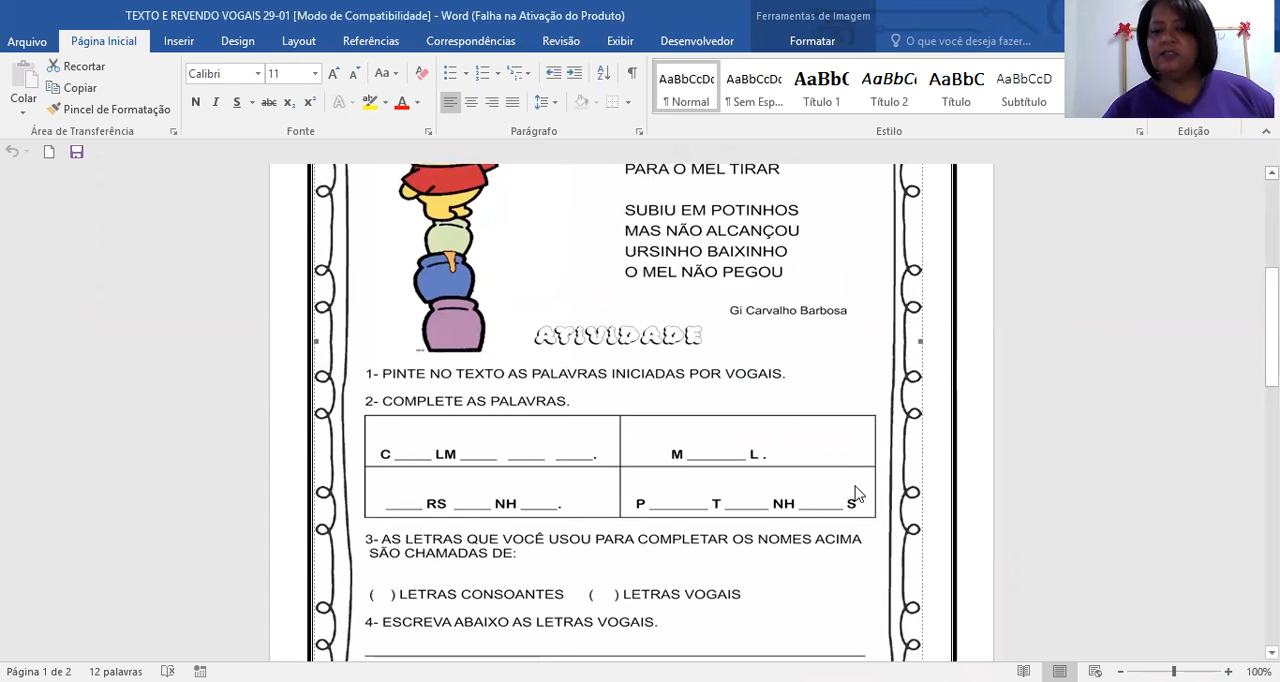 TEXTO E REVENDO VOGAIS 29-01 [Modo de Compatibilidade] - Word (Falha na Ativação do Produto)
Ferramentas de Imagem
Arquivo Página Inicial Inserir Design Layout Referências Correspondências Revisão Exibir Desenvolvedor Formatar O que você deseja fazer...
Colar
Recortar
Copiar
Pincel de Formatação
Área de Transferência
Calibri 11
Aa
N I S abc x₂ x² A A
Fonte
Parágrafo
AaBbCcDc AaBbCcDc AaBbC AaBbCc AaBbC AaBbCcD
¶ Normal ¶ Sem Esp... Título 1 Título 2 Título Subtítulo
Estilo
Edição
PARA O MEL TIRAR
SUBIU EM POTINHOS
MAS NÃO ALCANÇOU
URSINHO BAIXINHO
O MEL NÃO PEGOU
Gi Carvalho Barbosa
ATIVIDADE
1- PINTE NO TEXTO AS PALAVRAS INICIADAS POR VOGAIS.
2- COMPLETE AS PALAVRAS.
C ____ LM ____ ____ ____.
M ______ L .
____ RS ____ NH ____.
P ______ T ____ NH ____ S
3- AS LETRAS QUE VOCÊ USOU PARA COMPLETAR OS NOMES ACIMA
SÃO CHAMADAS DE:
( ) LETRAS CONSOANTES ( ) LETRAS VOGAIS
4- ESCREVA ABAIXO AS LETRAS VOGAIS.
Página 1 de 2 12 palavras 100%